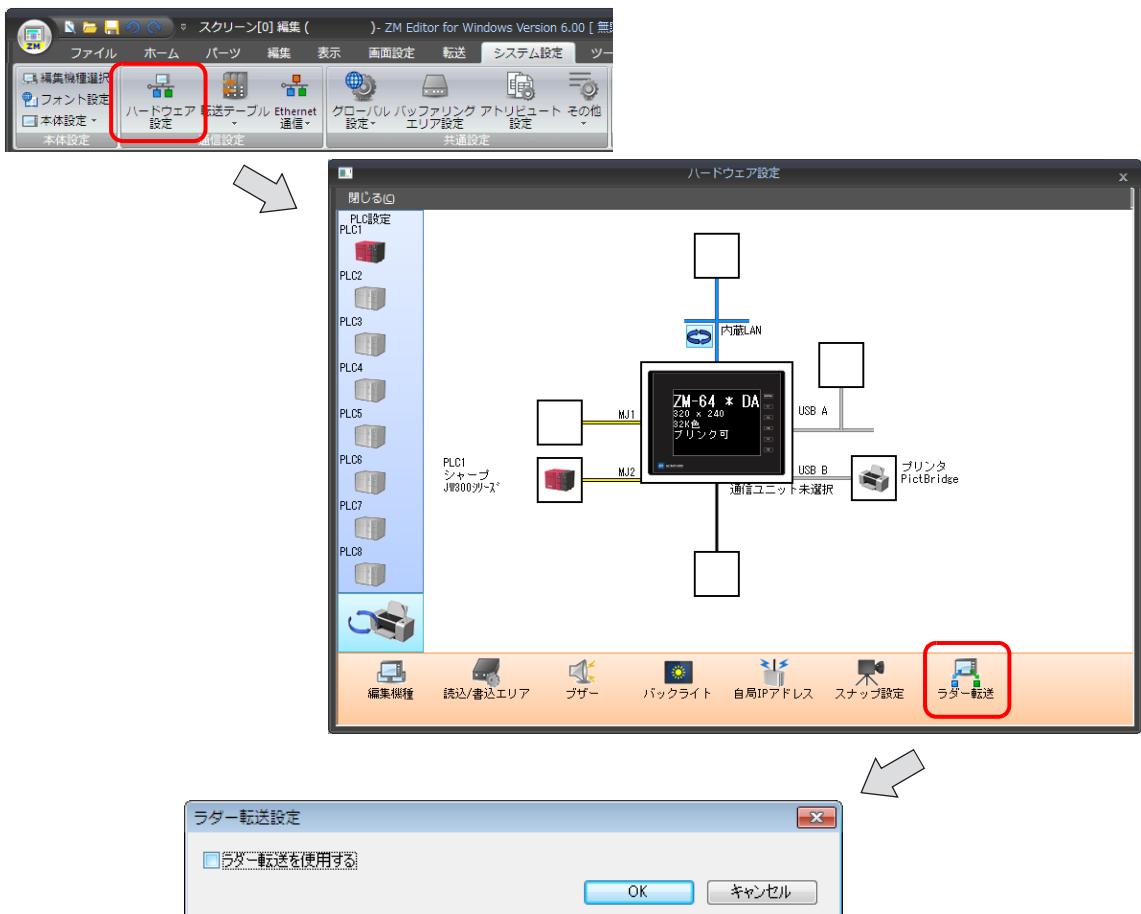 スクリーン[0] 編集 ( )- ZM Editor for Windows Version 6.00 [
ZM
ファイル ホーム パーツ 編集 表示 画面設定 転送 システム設定 ツー
編集機種選択
フォント設定
本体設定
ハードウェア
設定
転送テーブル
Ethernet
通信
グローバル
設定
バッファリング
エリア設定
アトリビュート
設定
その他
本体設定 通信設定 共通設定
ハードウェア設定
x
閉じる(C)
PLC設定
PLC1
PLC2
PLC3
PLC4
PLC5
PLC6
PLC7
PLC8
内蔵LAN
ZM-64 * DA
320 x 240
32K色
ブリンク可
MJ1
MJ2
USB A
USB B
通信ユニット未選択
PLC1
シャープ
JW300ｼﾘｰｽﾞ
プリンタ
PictBridge
編集機種 読込/書込エリア ブザー バックライト 自局IPアドレス スナップ設定 ラダー転送
ラダー転送設定
ラダー転送を使用する
OK キャンセル